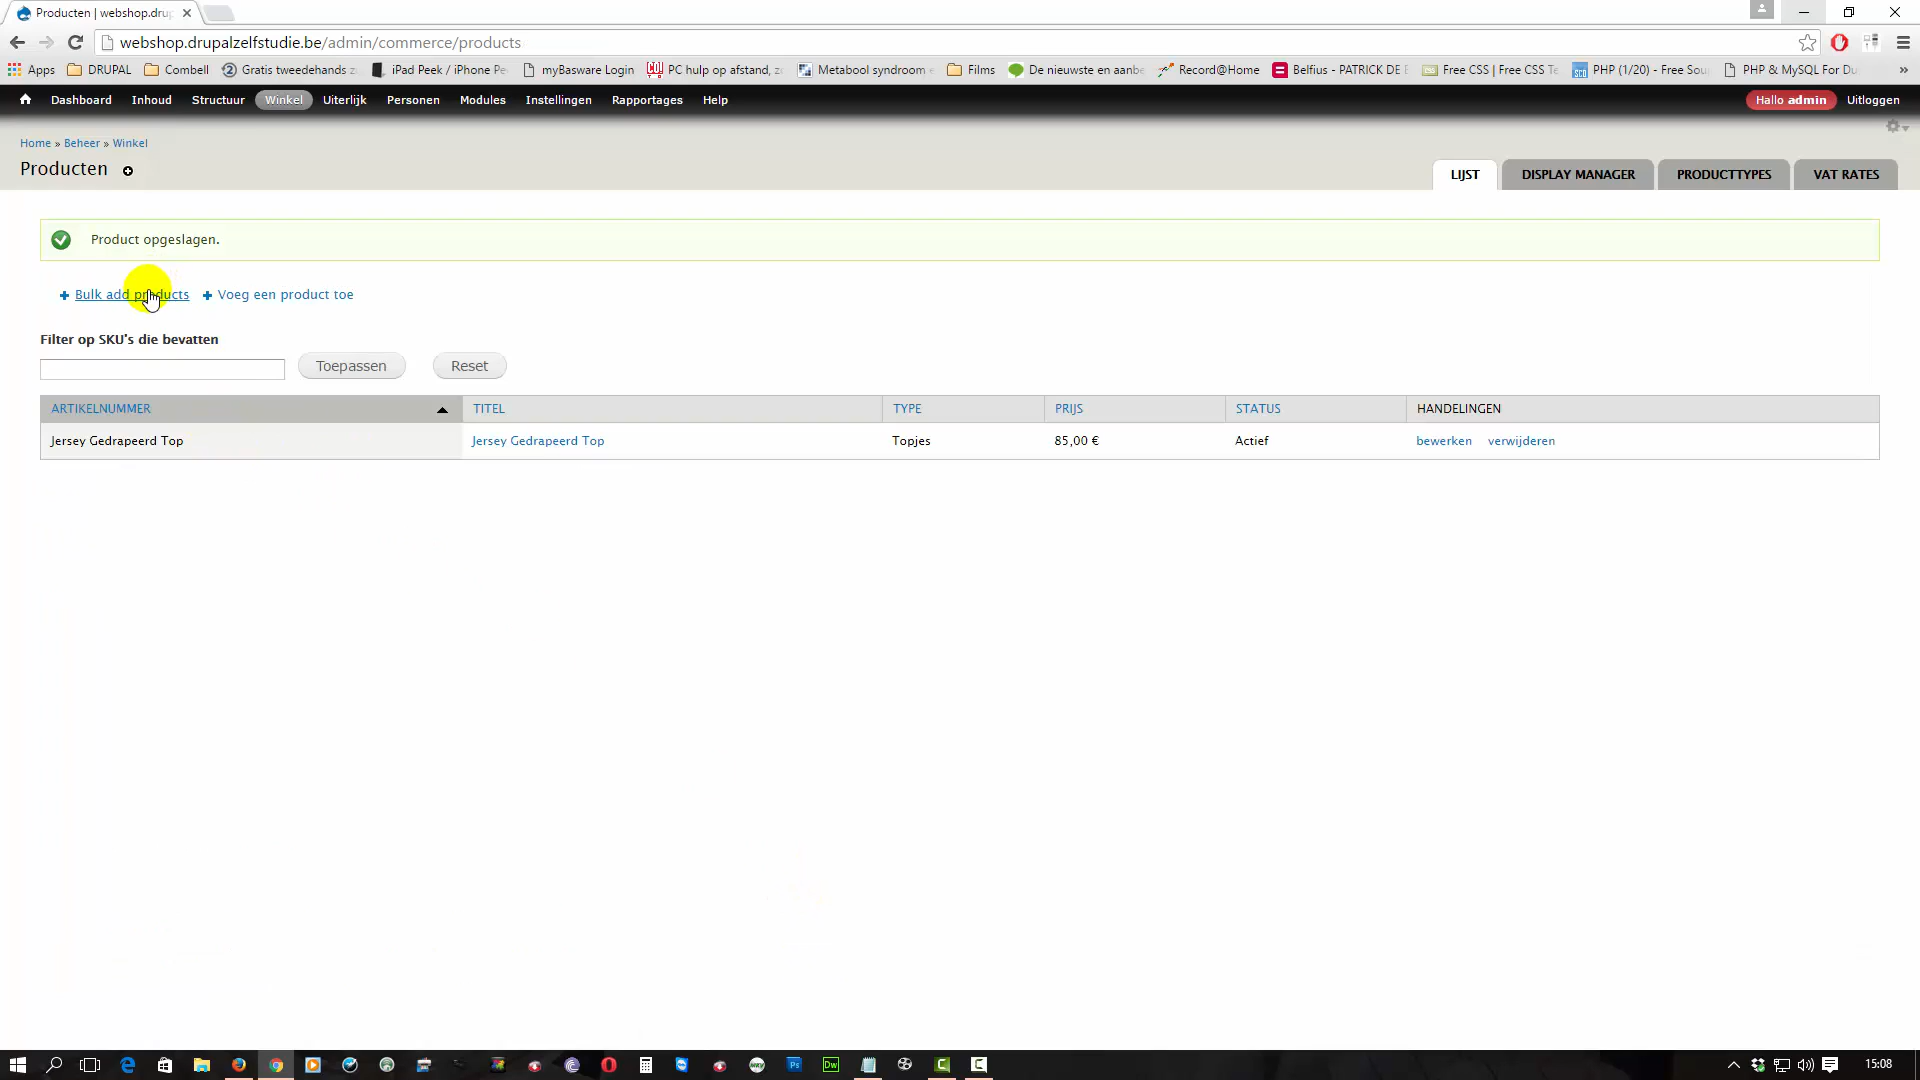 Producten | webshop.dru
webshop.drupalzelfstudie.be/admin/commerce/products
Apps DRUPAL Combell Gratis tweedehands iPad Peek / iPhone Pe myBasware Login PC hulp op afstand, Metabool syndroom Films De nieuwste en aanbe Record@Home Belfius - PATRICK DE Free CSS | Free CSS Te PHP (1/20) - Free Sou PHP & MySQL For Du »
Dashboard Inhoud Structuur Winkel Uiterlijk Personen Modules Instellingen Rapportages Help Hallo admin Uitloggen
Home » Beheer » Winkel
Producten
LIJST DISPLAY MANAGER PRODUCTTYPES VAT RATES
Product opgeslagen.
Bulk add products Voeg een product toe
Filter op SKU's die bevatten
Toepassen Reset
ARTIKELNUMMER TITEL TYPE PRIJS STATUS HANDELINGEN
Jersey Gedrapeerd Top Jersey Gedrapeerd Top Topjes 85,00 € Actief bewerken verwijderen
Ps Dw 15:08